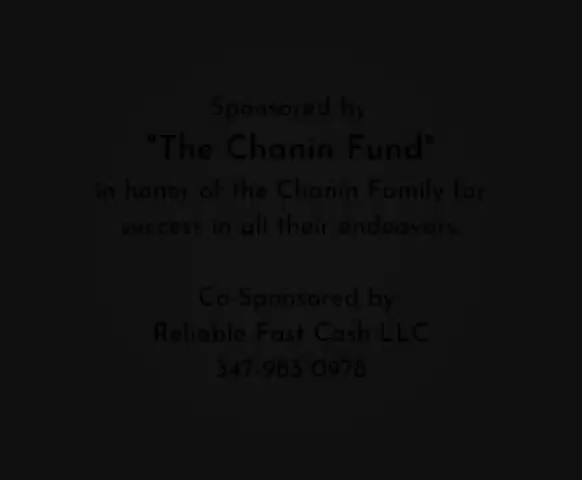 Sponsored by
"The Chanin Fund"
in honor of the Chanin Family for
success in all their endeavors.
Co-Sponsored by
Reliable Fast Cash LLC
347-983-0978